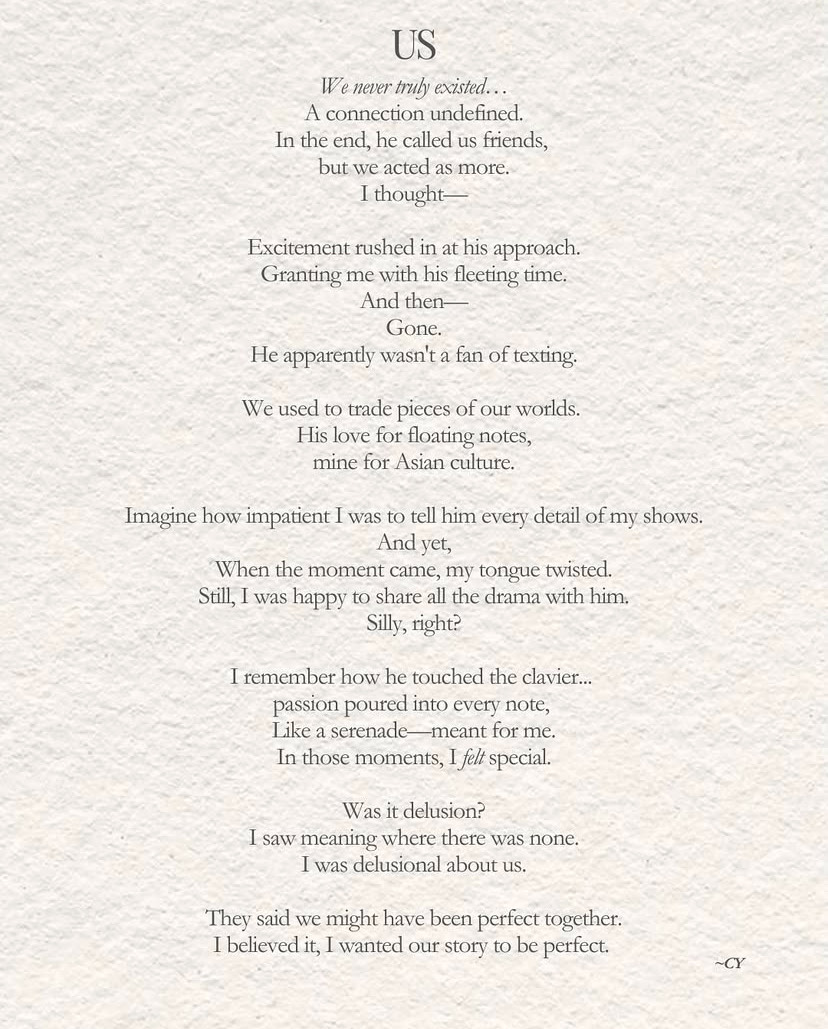 US
We never truly existed...
A connection undefined.
In the end, he called us friends,
but we acted as more.
I thought—
Excitement rushed in at his approach.
Granting me with his fleeting time.
And then—
Gone.
He apparently wasn't a fan of texting.
We used to trade pieces of our worlds.
His love for floating notes,
mine for Asian culture.
Imagine how impatient I was to tell him every detail of my shows.
And yet,
When the moment came, my tongue twisted.
Still, I was happy to share all the drama with him.
Silly, right?
I remember how he touched the clavier...
passion poured into every note,
Like a serenade—meant for me.
In those moments, I felt special.
Was it delusion?
I saw meaning where there was none.
I was delusional about us.
They said we might have been perfect together.
I believed it, I wanted our story to be perfect.
~CY